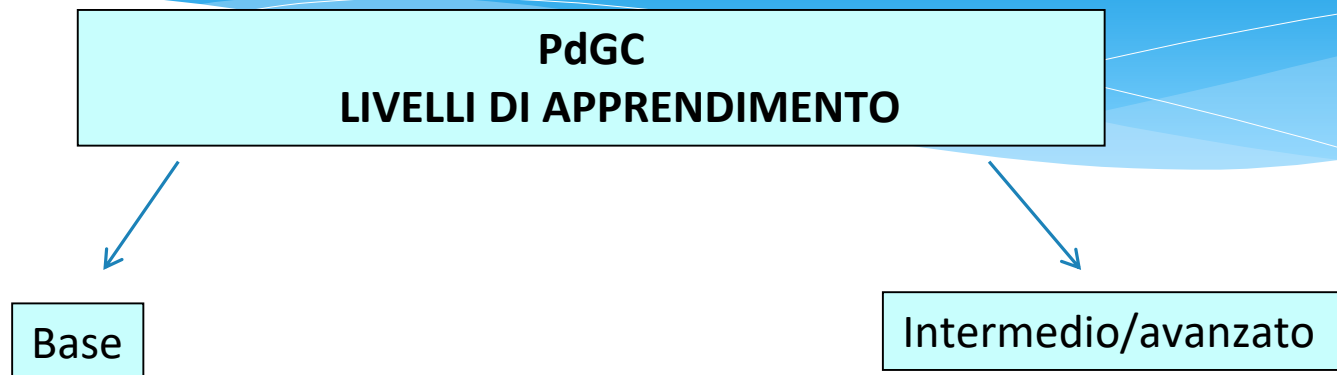 PdGC
LIVELLI DI APPRENDIMENTO
Base
Intermedio/avanzato